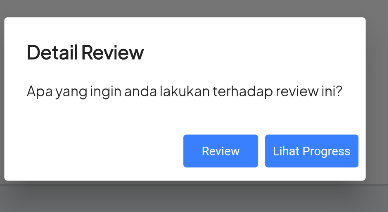 Detail Review
Apa yang ingin anda lakukan terhadap review ini?
Review
Lihat Progress